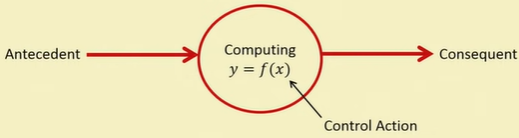 Antecedent
Computing
y = f(x)
Consequent
Control Action